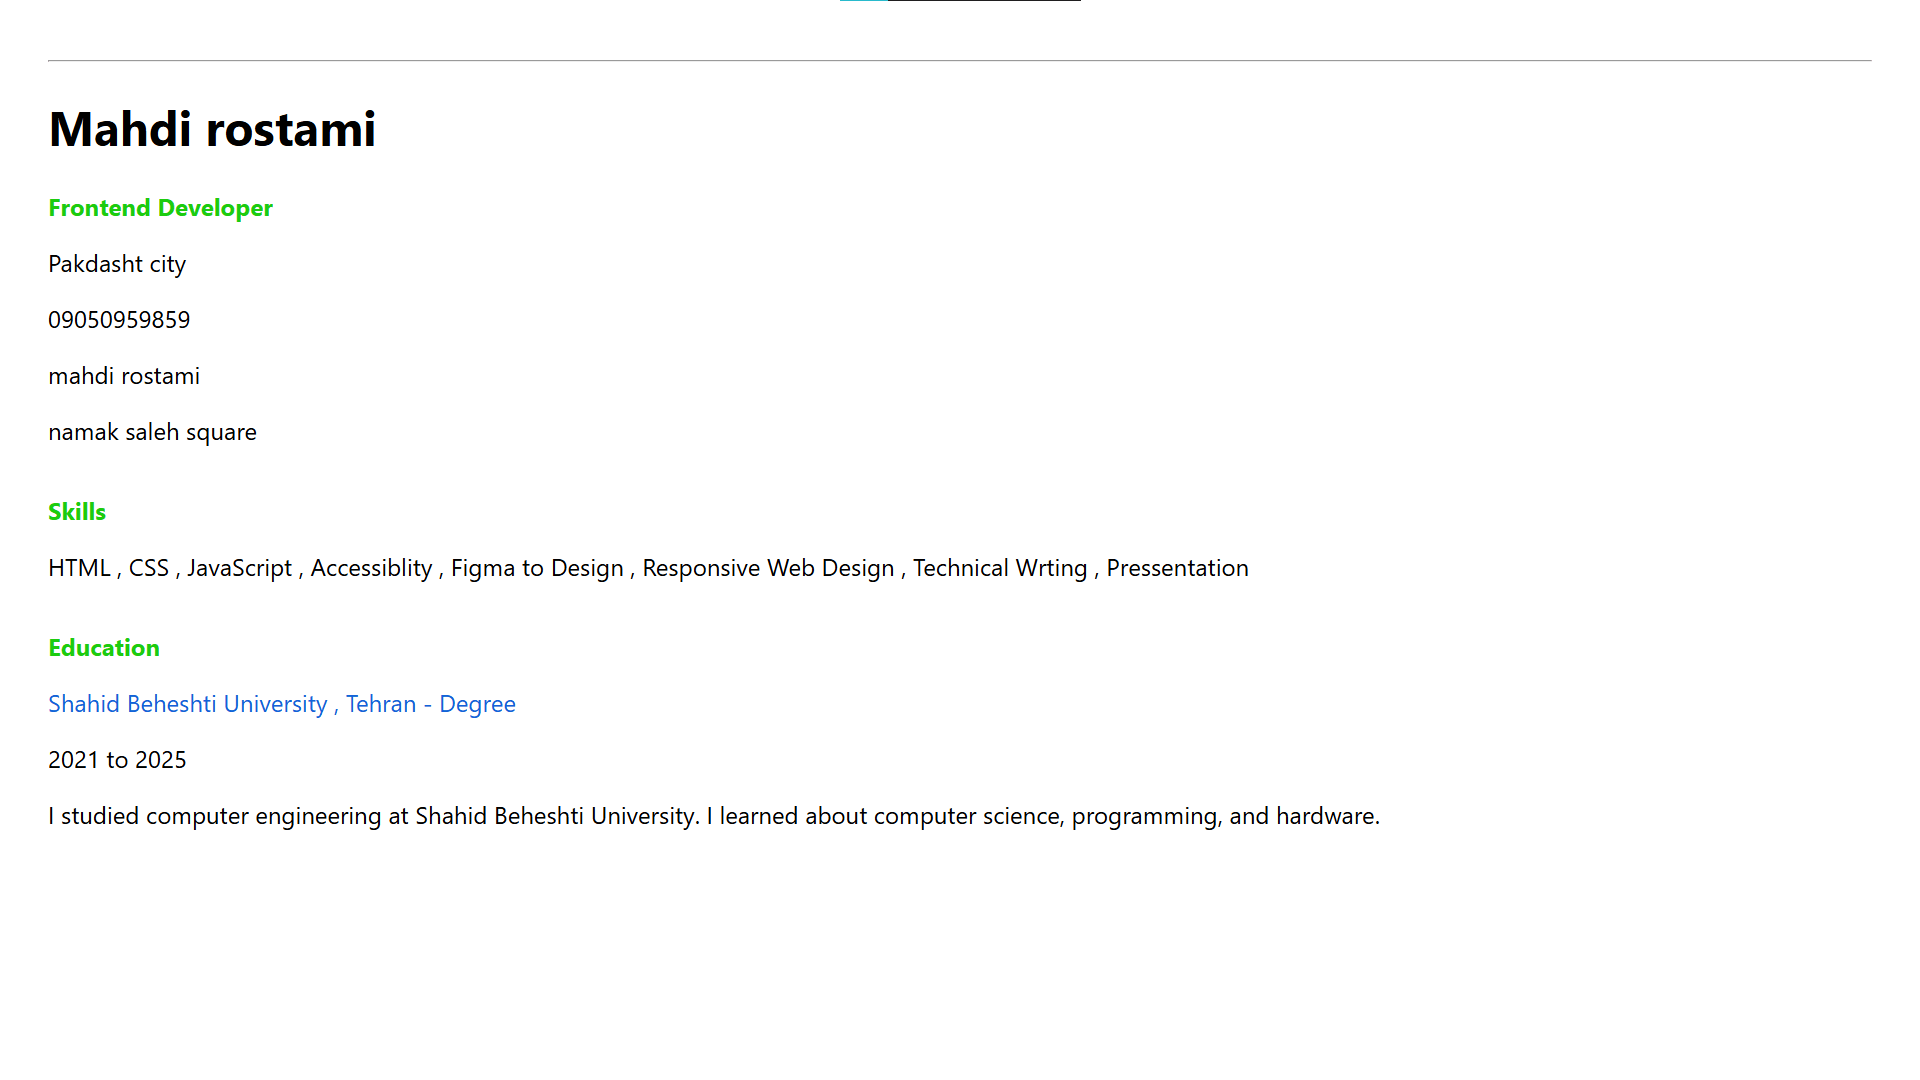 Mahdi rostami
Frontend Developer
Pakdasht city
09050959859
mahdi rostami
namak saleh square
Skills
HTML , CSS , JavaScript , Accessiblity , Figma to Design , Responsive Web Design , Technical Wrting , Pressentation
Education
Shahid Beheshti University , Tehran - Degree
2021 to 2025
I studied computer engineering at Shahid Beheshti University. I learned about computer science, programming, and hardware.